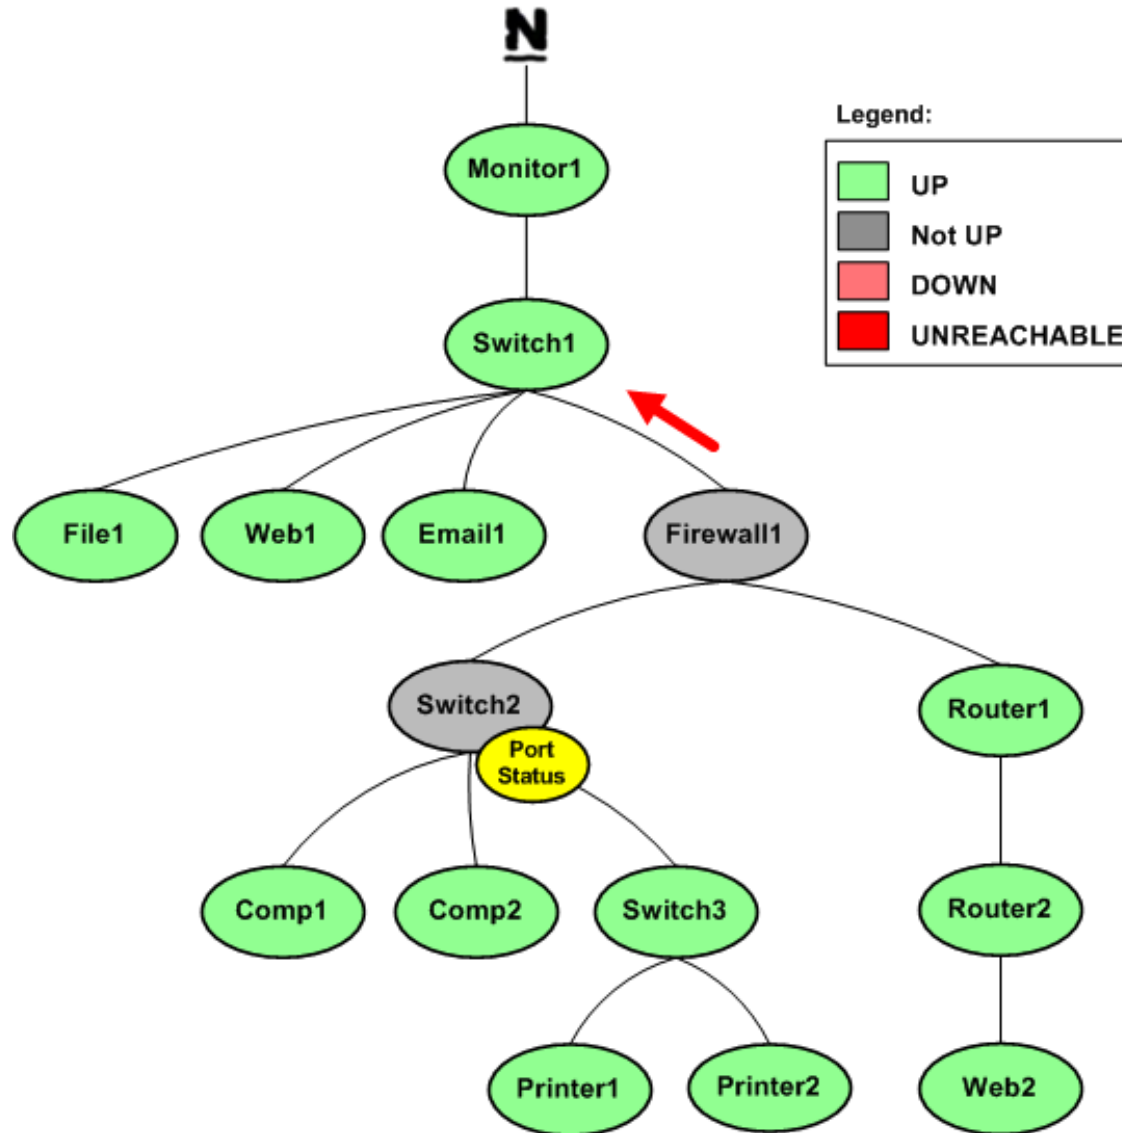 N
Legend:
UP
Not UP
DOWN
UNREACHABLE
Monitor1
Switch1
File1
Web1
Email1
Firewall1
Switch2
Port
Status
Router1
Comp1
Comp2
Switch3
Router2
Printer1
Printer2
Web2